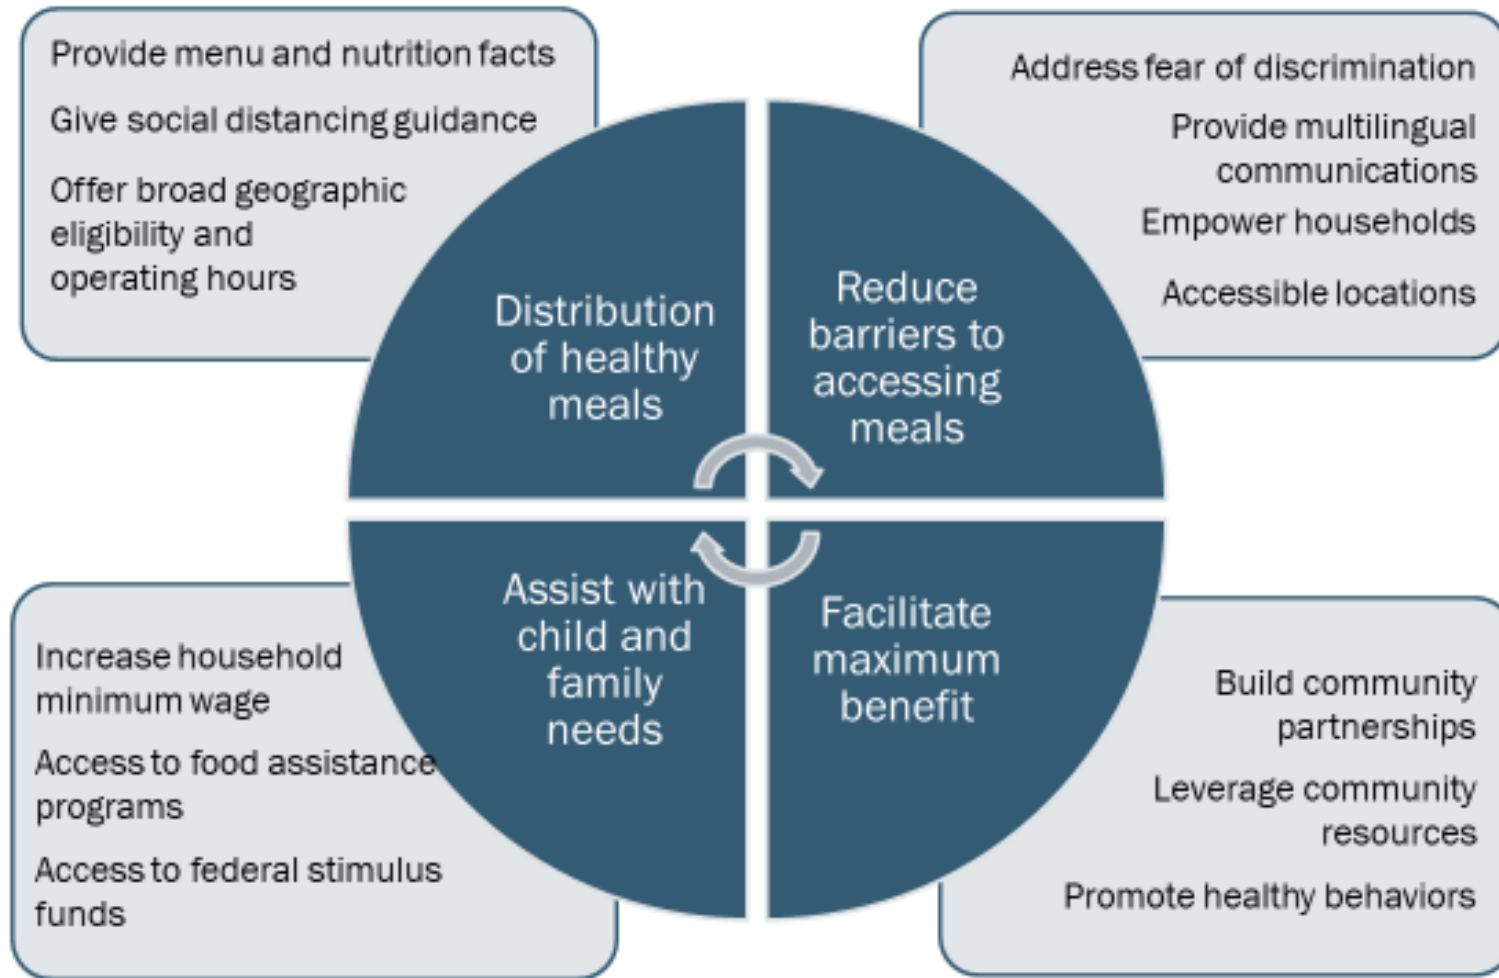 Provide menu and nutrition facts
Give social distancing guidance
Offer broad geographic
eligibility and
operating hours
Address fear of discrimination
Provide multilingual
communications
Empower households
Accessible locations
Distribution
of healthy
meals
Reduce
barriers to
accessing
meals
Assist with
child and
family
needs
Facilitate
maximum
benefit
Increase household
minimum wage
Access to food assistance
programs
Access to federal stimulus
funds
Build community
partnerships
Leverage community
resources
Promote healthy behaviors